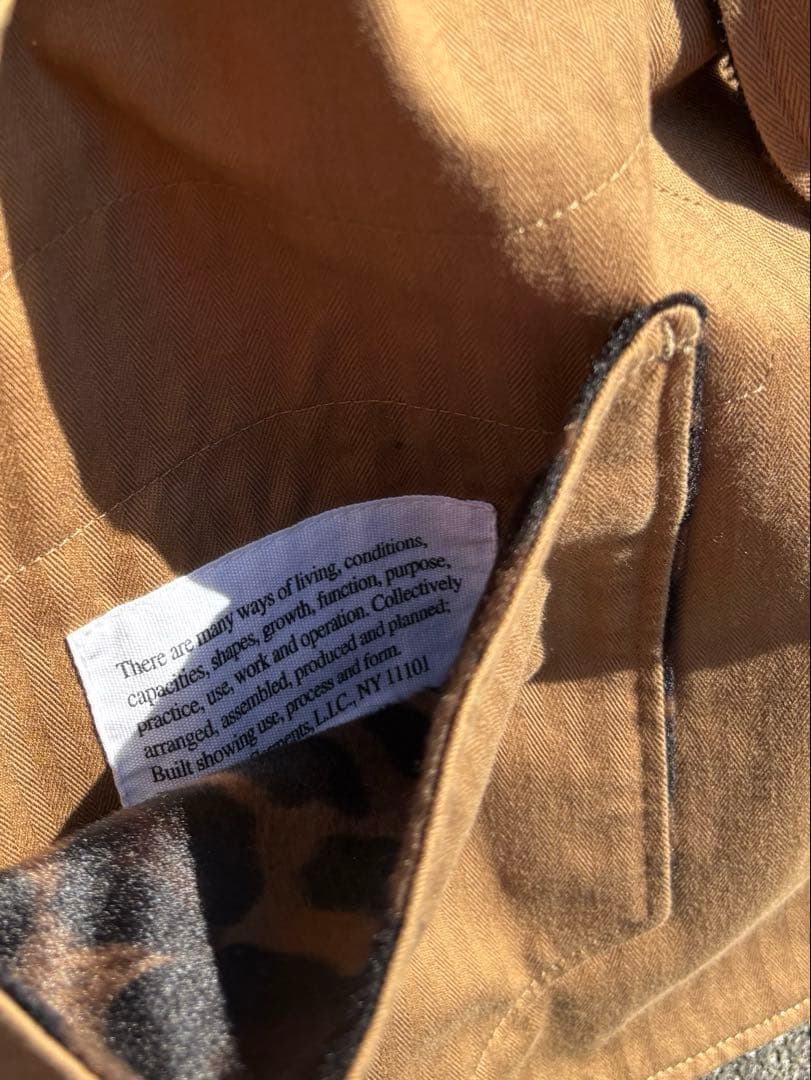 There are many ways of living, conditions,
capacities, shapes, growth, function, purpose,
practice, use, work and operation. Collectively
arranged, assembled, produced and planned;
Built showing use, process and form.
L.I.C., NY 11101